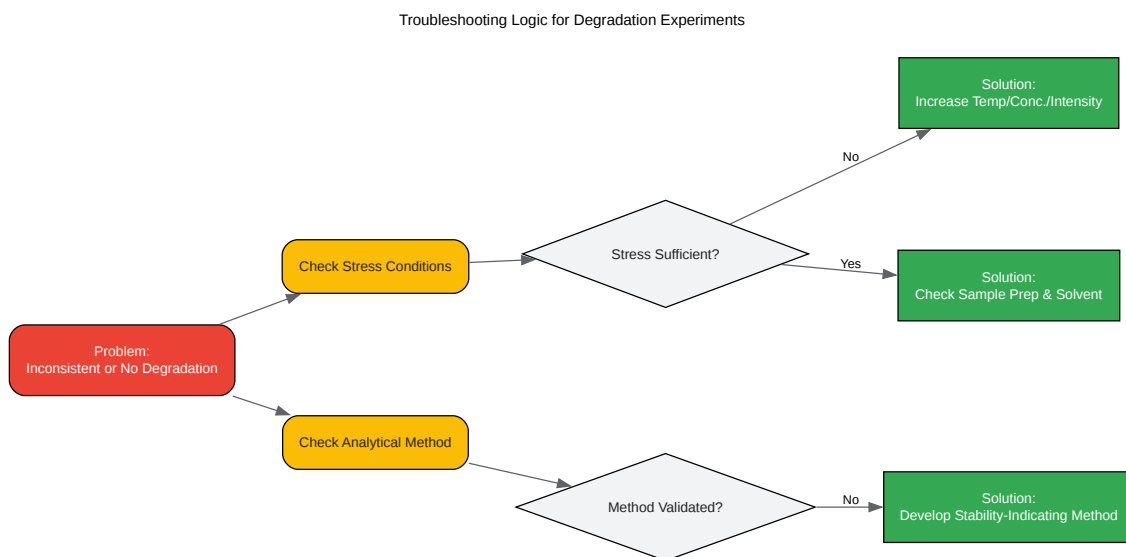 Troubleshooting Logic for Degradation Experiments
Solution:
Increase Temp/Conc./Intensity
No
Stress Sufficient?
Check Stress Conditions
Yes
Solution:
Check Sample Prep & Solvent
Problem:
Inconsistent or No Degradation
Check Analytical Method
Method Validated?
No
Solution:
Develop Stability-Indicating Method